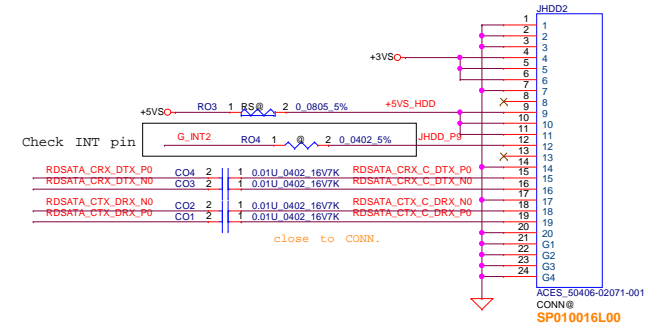 JHDD2
1 1
2 2
3 3
+3VS 4 4
5 5
6 6
7 7
8 8
+5VS RO3 1 RS@ 2 0_0805_5% +5VS_HDD 9 9
10 10
11 11
Check INT pin G_INT2 RO4 1 @ 2 0_0402_5% JHDD_P9 12 12
13 13
14 14
RDSATA_CRX_DTX_P0 CO4 2 1 0.01U_0402_16V7K RDSATA_CRX_C_DTX_P0 15 15
RDSATA_CRX_DTX_N0 CO3 2 1 0.01U_0402_16V7K RDSATA_CRX_C_DTX_N0 16 16
17 17
RDSATA_CTX_DRX_N0 CO2 2 1 0.01U_0402_16V7K RDSATA_CTX_C_DRX_N0 18 18
RDSATA_CTX_DRX_P0 CO1 2 1 0.01U_0402_16V7K RDSATA_CTX_C_DRX_P0 19 19
20 20
close to CONN. 21 G1
22 G2
23 G3
24 G4
ACES_50406-02071-001
CONN@
SP010016L00